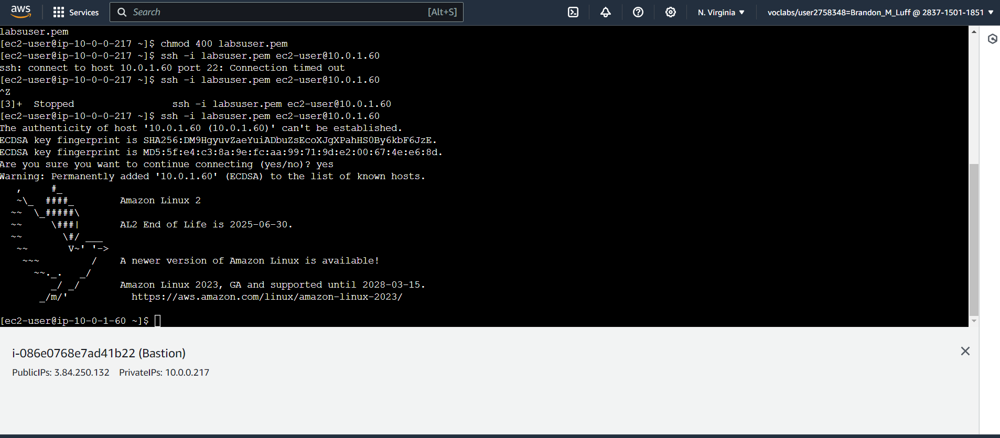 aws
Services
Search
[Alt+S]
N. Virginia
voclabs/user2758348=Brandon_M_Luff @ 2837-1501-1851
labsuser.pem
[ec2-user@ip-10-0-0-217 ~]$ chmod 400 labsuser.pem
[ec2-user@ip-10-0-0-217 ~]$ ssh -i labsuser.pem ec2-user@10.0.1.60
ssh: connect to host 10.0.1.60 port 22: Connection timed out
[ec2-user@ip-10-0-0-217 ~]$ ssh -i labsuser.pem ec2-user@10.0.1.60
^Z
[3]+  Stopped                 ssh -i labsuser.pem ec2-user@10.0.1.60
[ec2-user@ip-10-0-0-217 ~]$ ssh -i labsuser.pem ec2-user@10.0.1.60
The authenticity of host '10.0.1.60 (10.0.1.60)' can't be established.
ECDSA key fingerprint is SHA256:DM9HgyuvZaeYuiADbuZsEcoXJgXPahHS0By6kbF6JzE.
ECDSA key fingerprint is MD5:5f:e4:c3:8a:9e:fc:aa:99:71:9d:e2:00:67:4e:e6:8d.
Are you sure you want to continue connecting (yes/no)? yes
Warning: Permanently added '10.0.1.60' (ECDSA) to the list of known hosts.
   ,     #_
   ~\_  ####_        Amazon Linux 2
  ~~  \_#####\
  ~~     \###|       AL2 End of Life is 2025-06-30.
  ~~       \#/ ___
   ~~       V~' '->
    ~~~         /    A newer version of Amazon Linux is available!
      ~~._.   _/
         _/ _/       Amazon Linux 2023, GA and supported until 2028-03-15.
       _/m/'           https://aws.amazon.com/linux/amazon-linux-2023/
[ec2-user@ip-10-0-1-60 ~]$
i-086e0768e7ad41b22 (Bastion)
PublicIPs: 3.84.250.132    PrivateIPs: 10.0.0.217